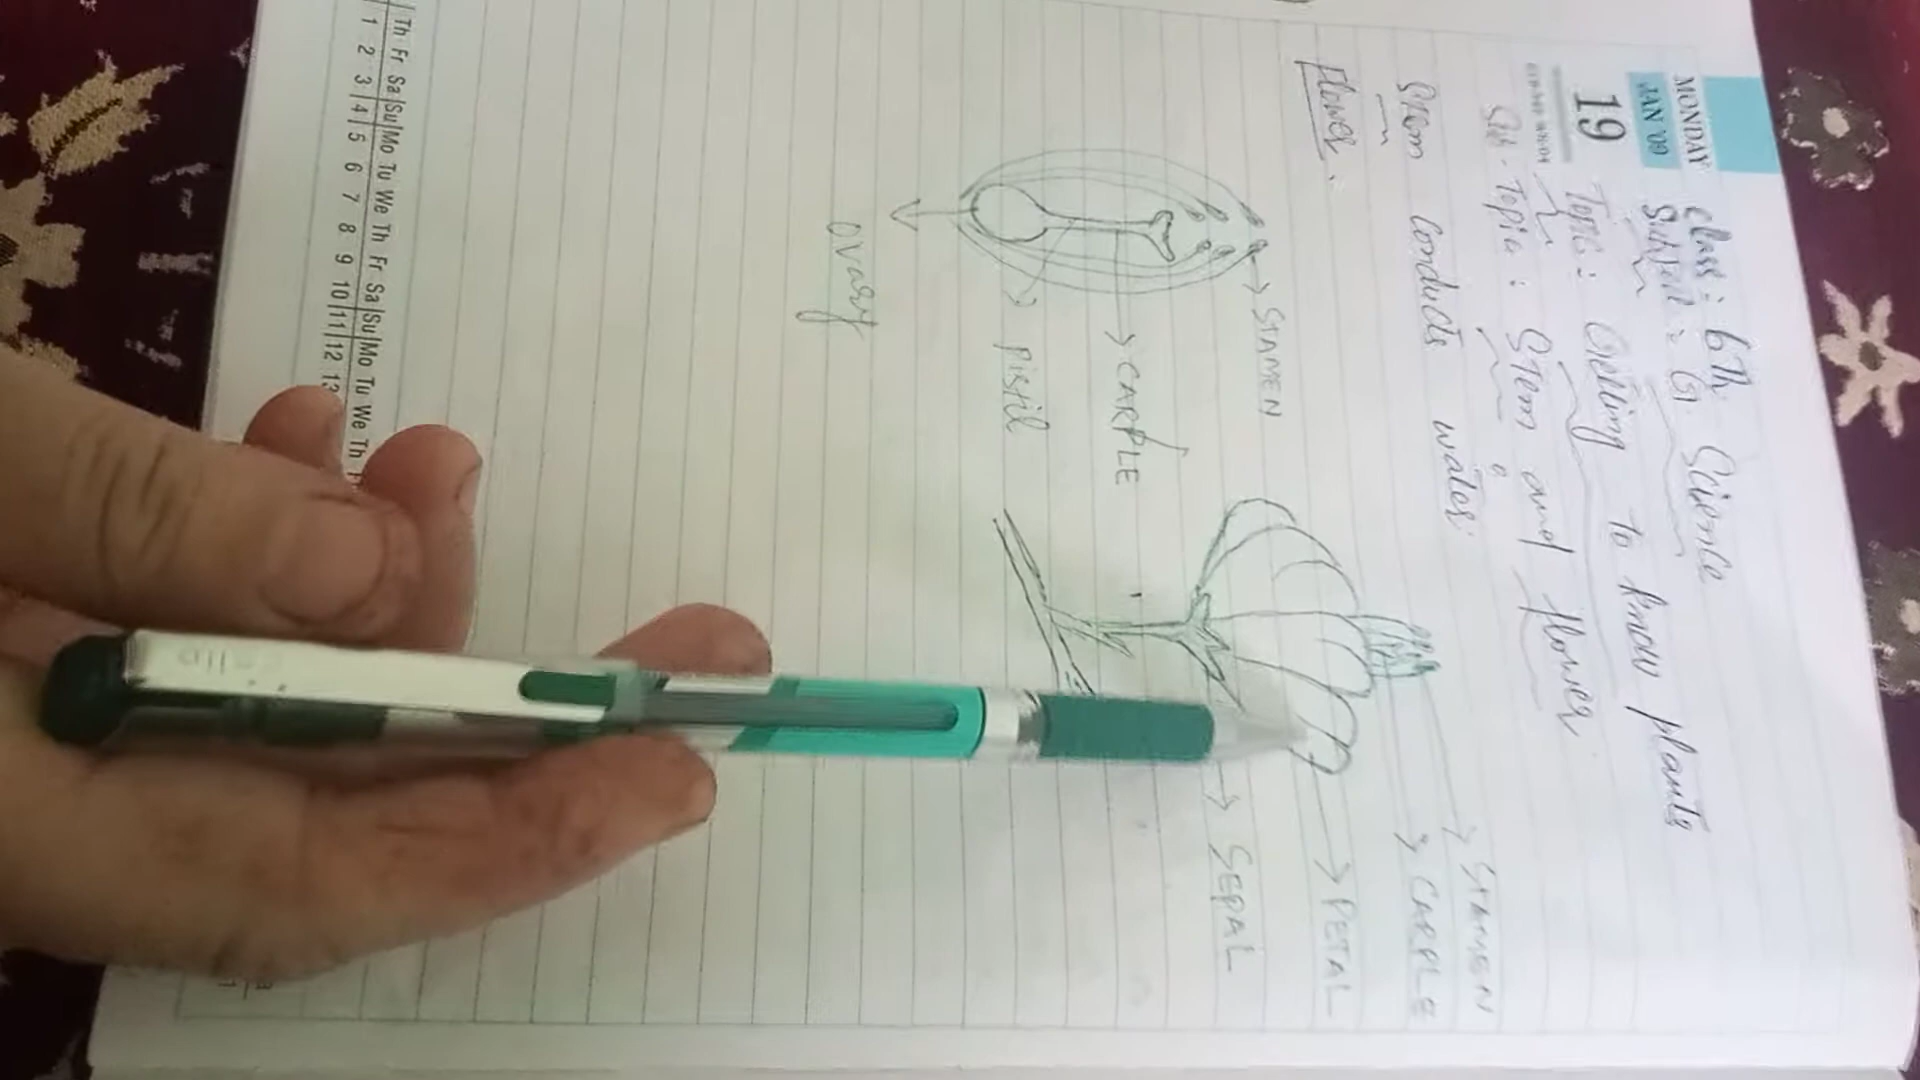 MONDAY
JAN '09
19
Class: 6th
Subject: G Science
Topic: Getting to know plants
Sub-Topic: Stem and flower
Stem conducts water.
Flower.
STAMEN
CARPLE
Pistil
Ovary
STAMEN
CARPLE
PETAL
SEPAL
Th Fr Sa Su Mo Tu We Th Fr Sa Su Mo Tu We Th
1 2 3 4 5 6 7 8 9 10 11 12 13